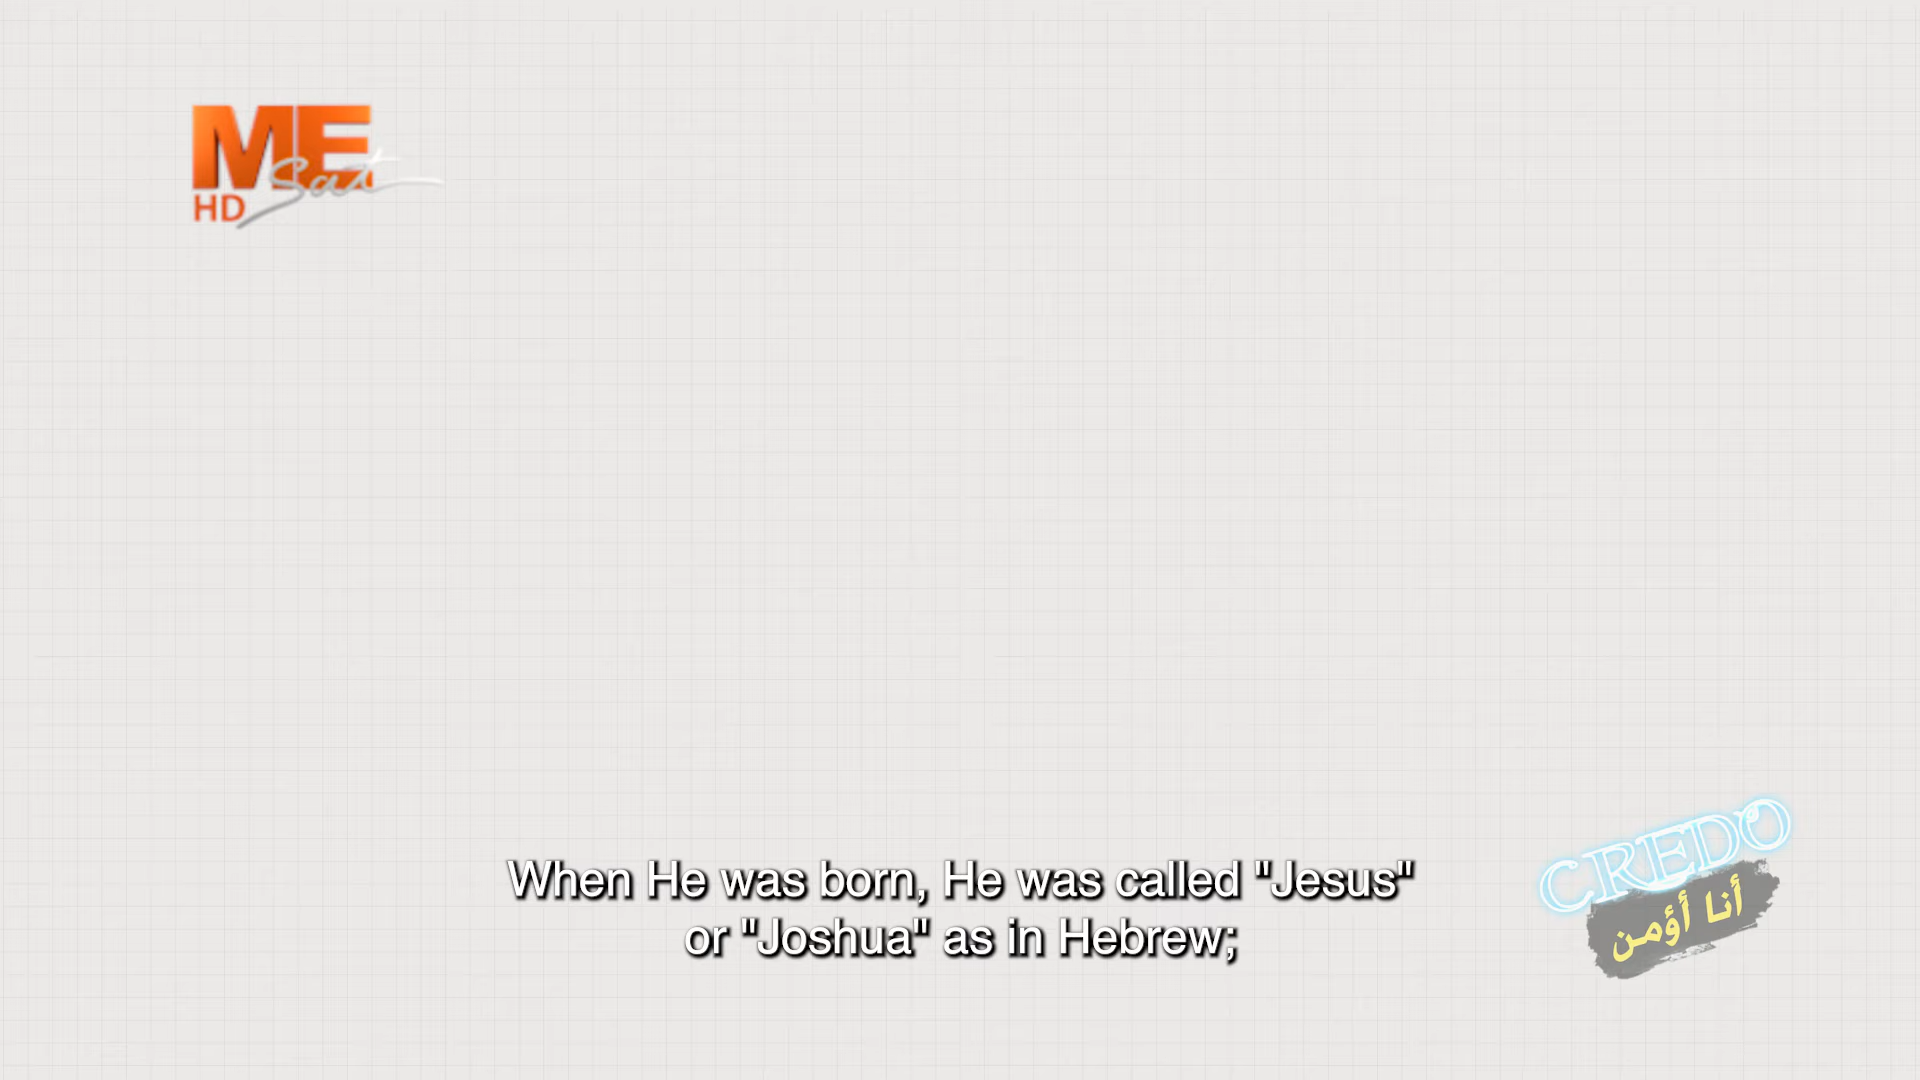 ME
Sat
HD
When He was born, He was called "Jesus"
or "Joshua" as in Hebrew;
CREDO
أنا أؤمن